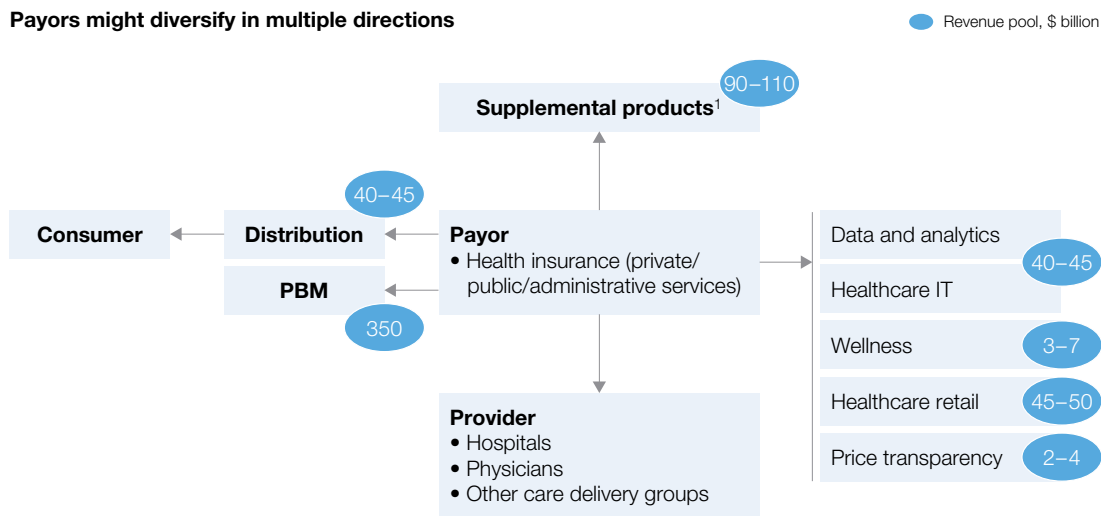 Payors might diversify in multiple directions
Revenue pool, $ billion
90–110
Supplemental products¹
40–45
Consumer
Distribution
PBM
350
Payor
• Health insurance (private/
public/administrative services)
Data and analytics
40–45
Healthcare IT
Wellness
3–7
Healthcare retail
45–50
Price transparency
2–4
Provider
• Hospitals
• Physicians
• Other care delivery groups